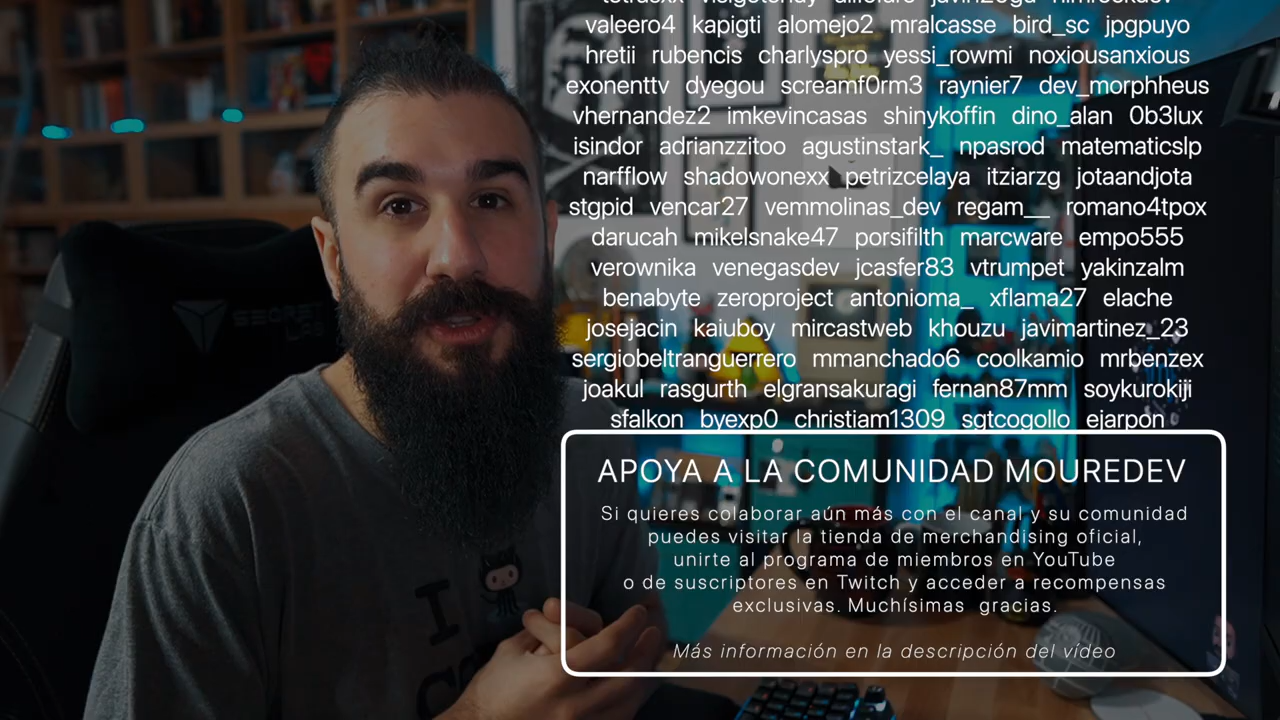 valeero4 kapigti alomejo2 mralcasse bird_sc jpgpuyo
hretii rubencis charlyspro yessi_rowmi noxiousanxious
exonenttv dyegou screamf0rm3 raynier7 dev_morphheus
vhernandez2 imkevincasas shinykoffin dino_alan 0b3lux
isindor adrianzzitoo agustinstark_ npasrod matematicslp
narfflow shadowonexx petrizcelaya itziarzg jotaandjota
stgpid vencar27 vemmolinas_dev regam__ romano4tpox
darucah mikelsnake47 porsifilth marcware empo555
verownika venegasdev jcasfer83 vtrumpet yakinzalm
benabyte zeroproject antonioma_ xflama27 elache
josejacin kaiuboy mircastweb khouzu javimartinez_23
sergiobeltranguerrero mmanchado6 coolkamio mrbenzex
joakul rasgurth elgransakuragi fernan87mm soykurokiji
sfalkon byexp0 christiam1309 sgtcogollo ejarpon
APOYA A LA COMUNIDAD MOUREDEV
Si quieres colaborar aún más con el canal y su comunidad
puedes visitar la tienda de merchandising oficial,
unirte al programa de miembros en YouTube
o de suscriptores en Twitch y acceder a recompensas
exclusivas. Muchísimas gracias.
Más información en la descripción del vídeo
SECRET
LAB
I